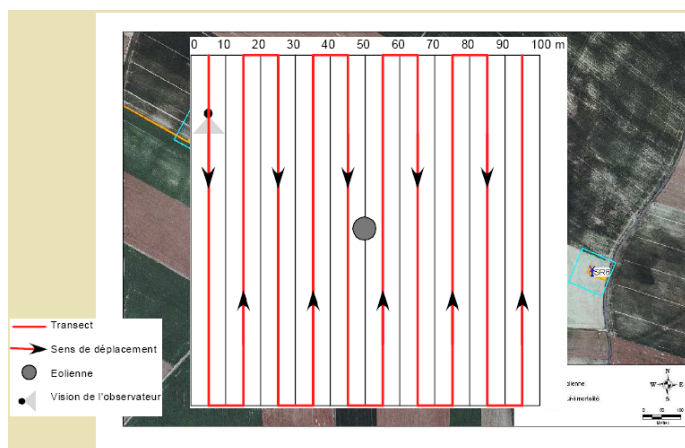 0 10 20 30 40 50 60 70 80 90 100 m
SR6
Transect
Sens de déplacement
Eolienne
Vision de l'observateur
olienne
N
W E
S